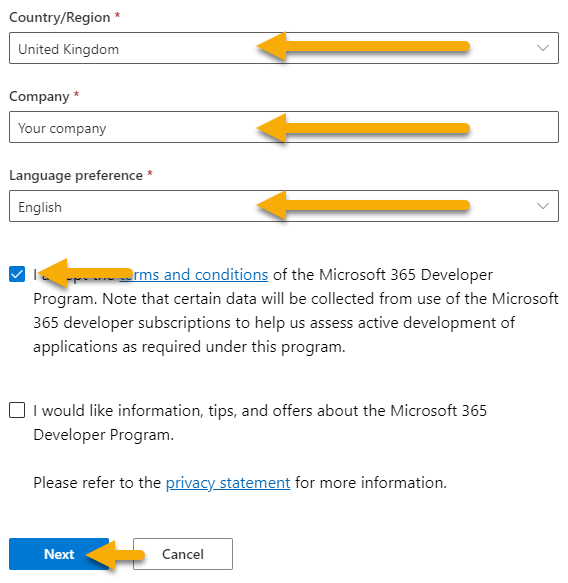 Country/Region *
United Kingdom
Company *
Your company
Language preference *
English
I accept the terms and conditions of the Microsoft 365 Developer
Program. Note that certain data will be collected from use of the Microsoft
365 developer subscriptions to help us assess active development of
applications as required under this program.
I would like information, tips, and offers about the Microsoft 365
Developer Program.
Please refer to the privacy statement for more information.
Next
Cancel